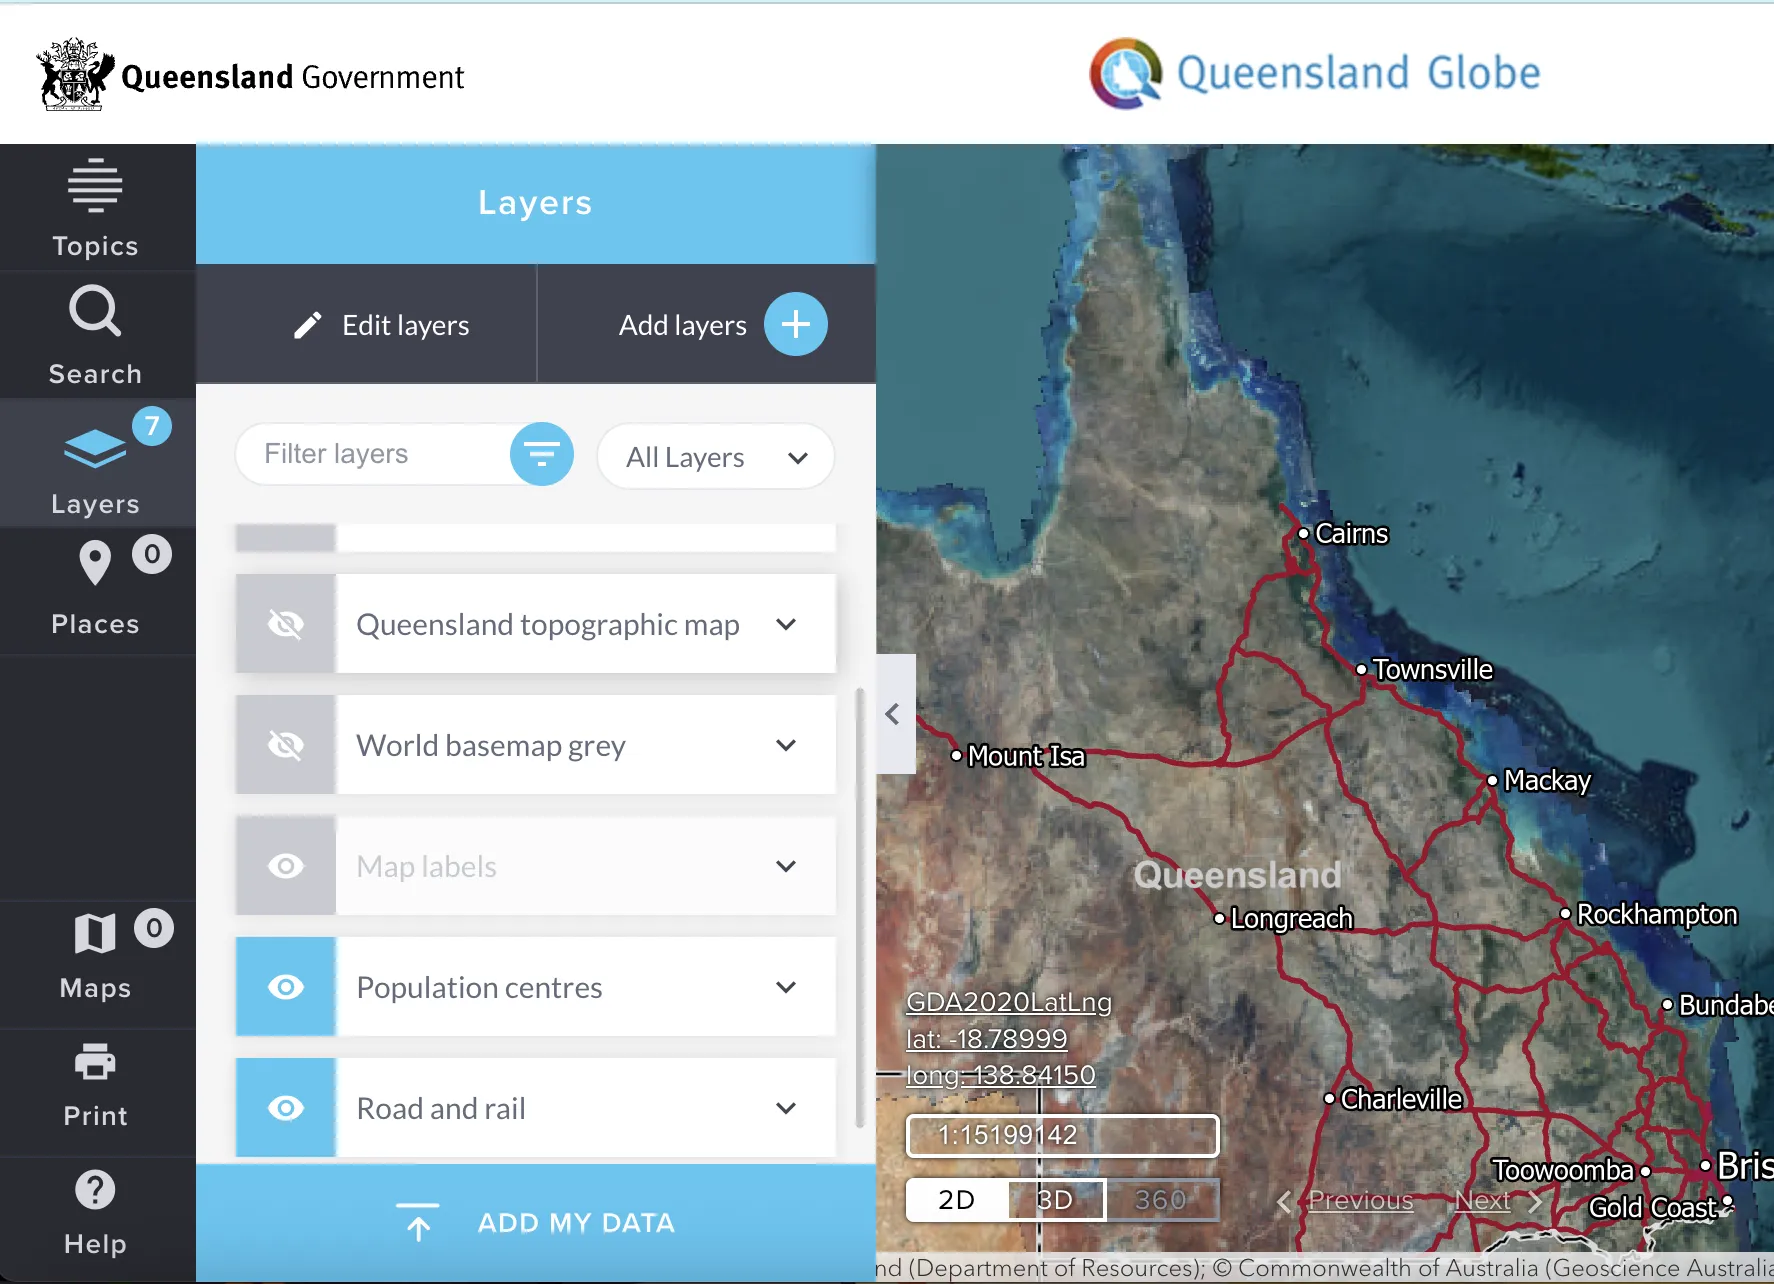 Queensland Government
Queensland Globe
Topics
Search
7
Layers
0
Places
0
Maps
Print
?
Help
Layers
Edit layers
Add layers
Filter layers
All Layers
Queensland topographic map
World basemap grey
Map labels
Population centres
Road and rail
ADD MY DATA
Cairns
Townsville
Mount Isa
Mackay
Queensland
Longreach
Rockhampton
Bundabe
Charleville
Toowoomba
Bris
Gold Coast
GDA2020LatLng
lat: -18.78999
long: 138.84150
1:15199142
2D 3D 360
Previous Next
nd (Department of Resources); © Commonwealth of Australia (Geoscience Australia